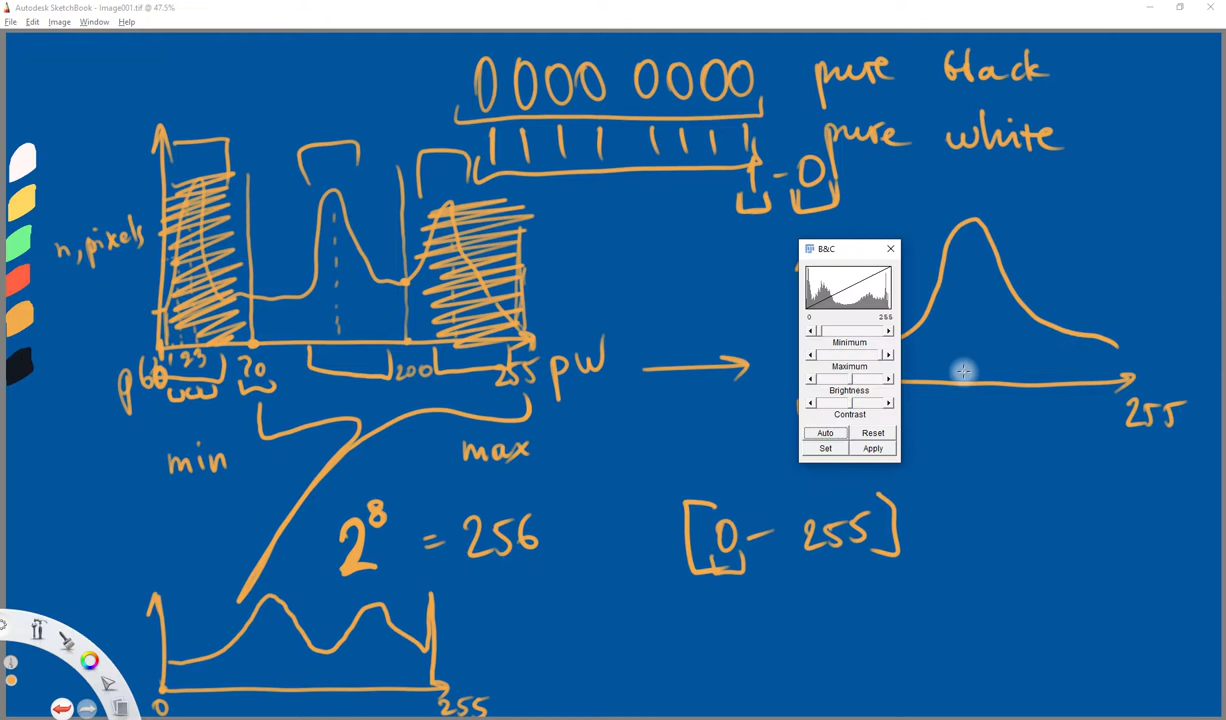 Autodesk SketchBook - Image001.tif @ 47.5%
File Edit Image Window Help
0000 0000 pure black
1111 1111 pure white
1 - 0
n, pixels
B&C
0 255
Minimum
Maximum
Brightness
Contrast
Auto Reset
Set Apply
23 70 200 255 pw
255
min max
2⁸ = 256 [0 - 255]
0 255